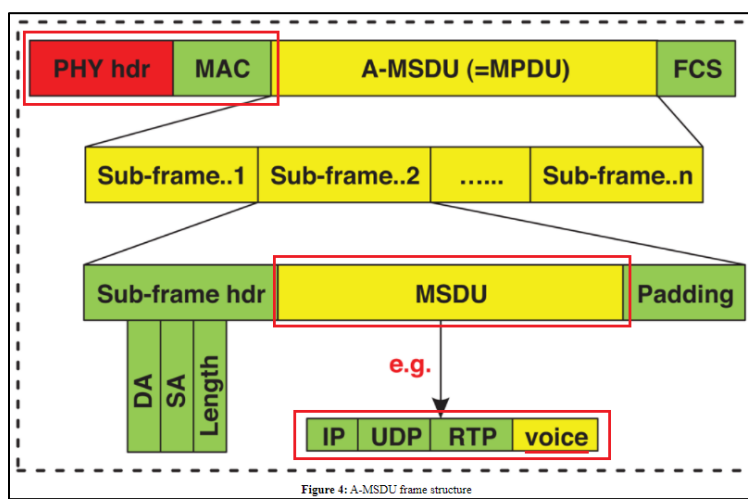 PHY hdr MAC A-MSDU (=MPDU) FCS
Sub-frame..1 Sub-frame..2 ...... Sub-frame..n
Sub-frame hdr MSDU Padding
DA SA Length
e.g.
IP UDP RTP voice
Figure 4: A-MSDU frame structure